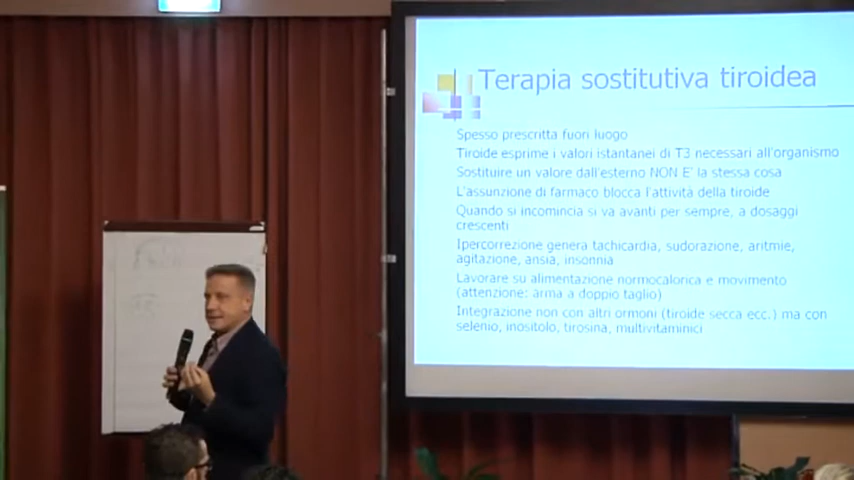 Terapia sostitutiva tiroidea
Spesso prescritta fuori luogo
Tiroide esprime i valori istantanei di T3 necessari all'organismo
Sostituire un valore dall'esterno NON E' la stessa cosa
L'assunzione di farmaco blocca l'attività della tiroide
Quando si incomincia si va avanti per sempre, a dosaggi
crescenti
Ipercorrezione genera tachicardia, sudorazione, aritmie,
agitazione, ansia, insonnia
Lavorare su alimentazione normocalorica e movimento
(attenzione: arma a doppio taglio)
Integrazione non con altri ormoni (tiroide secca ecc.) ma con
selenio, inositolo, tirosina, multivitaminici